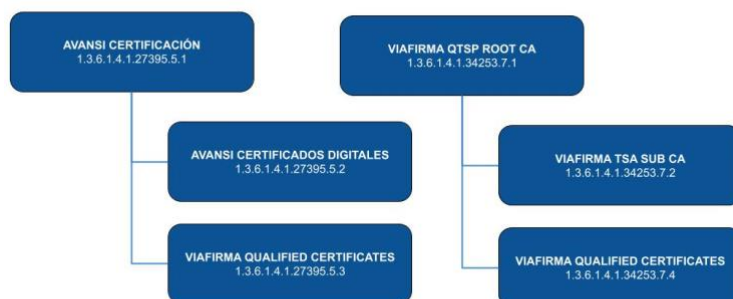 AVANSI CERTIFICACIÓN
1.3.6.1.4.1.27395.5.1
VIAFIRMA QTSP ROOT CA
1.3.6.1.4.1.34253.7.1
AVANSI CERTIFICADOS DIGITALES
1.3.6.1.4.1.27395.5.2
VIAFIRMA TSA SUB CA
1.3.6.1.4.1.34253.7.2
VIAFIRMA QUALIFIED CERTIFICATES
1.3.6.1.4.1.27395.5.3
VIAFIRMA QUALIFIED CERTIFICATES
1.3.6.1.4.1.34253.7.4